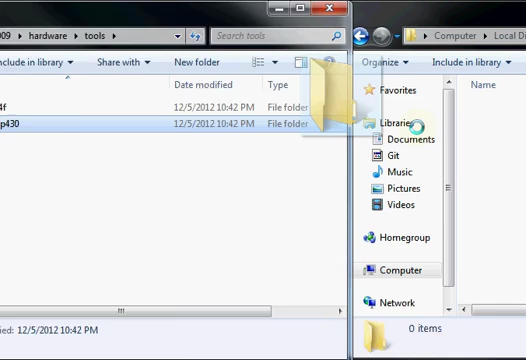 009 ▸ hardware ▸ tools ▸
Search tools
▸ Computer ▸ Local Di
nclude in library
Share with
New folder
Organize
Include in library
Date modified
Type
Name
4f
12/5/2012 10:42 PM
File folder
p430
12/5/2012 10:42 PM
File folder
Favorites
Libraries
Documents
Git
Music
Pictures
Videos
Homegroup
Computer
Network
fied: 12/5/2012 10:42 PM
0 items